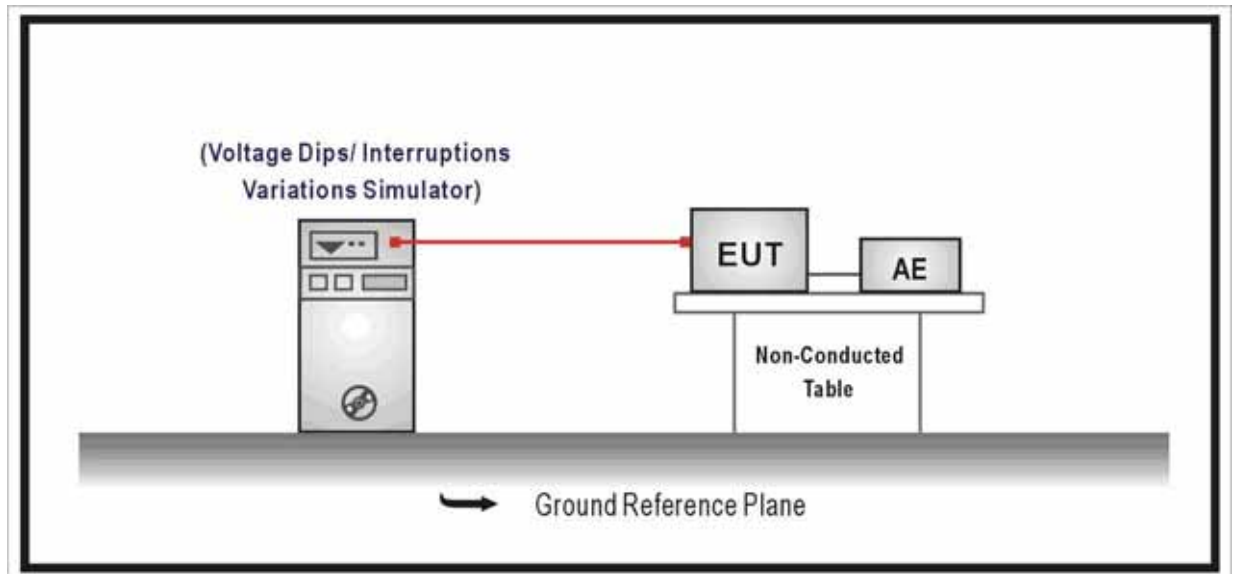 (Voltage Dips/ Interruptions
Variations Simulator)
EUT
AE
Non-Conducted
Table
Ground Reference Plane